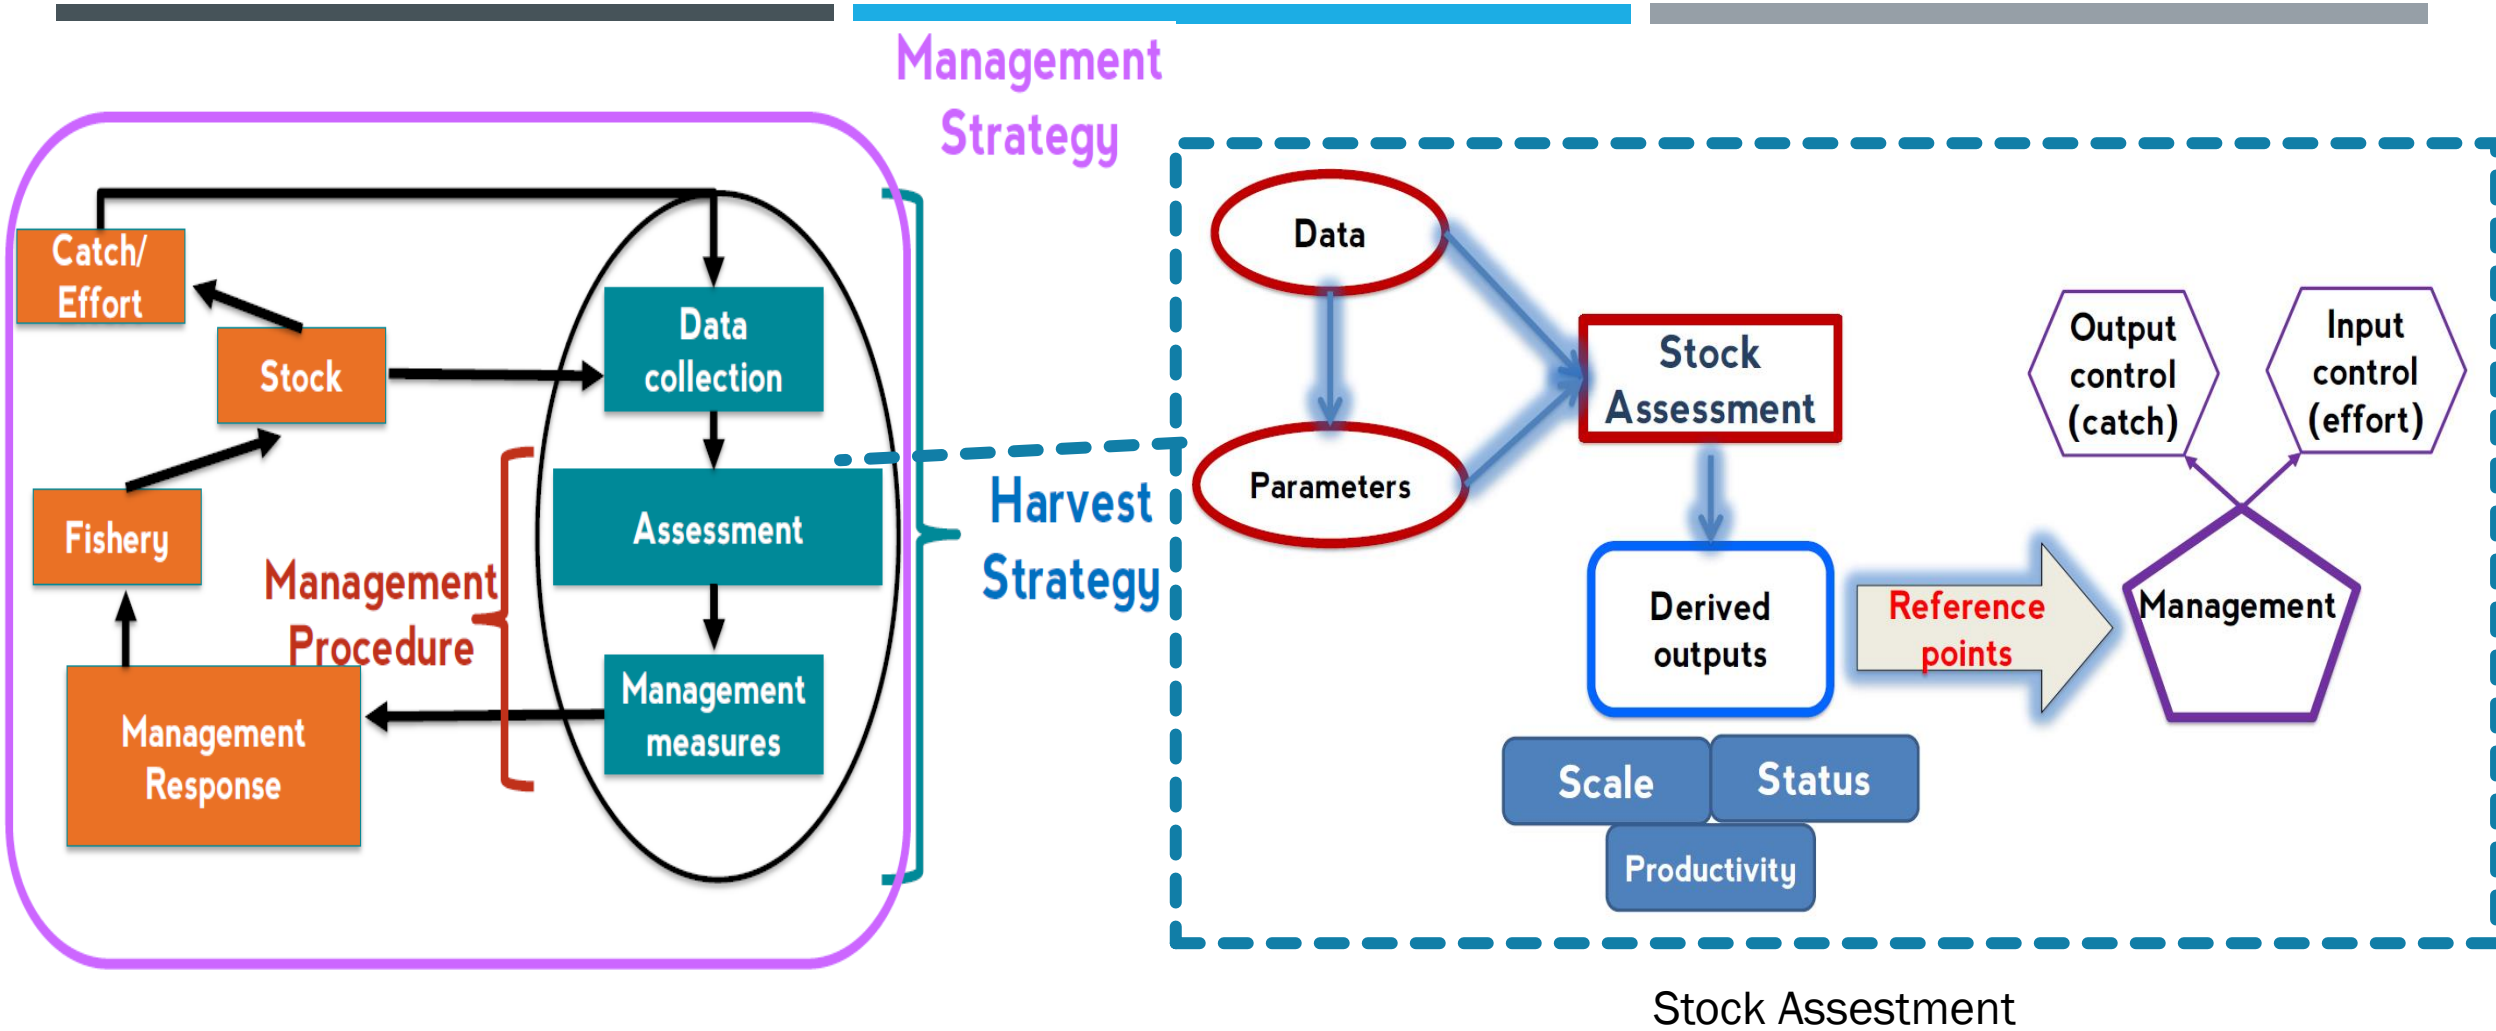 Management
Strategy
Catch/
Effort
Stock
Fishery
Management
Response
Data
collection
Assessment
Management
measures
Management
Procedure
Harvest
Strategy
Data
Parameters
Stock
Assessment
Derived
outputs
Scale
Status
Productivity
Reference
points
Management
Output
control
(catch)
Input
control
(effort)
Stock Assestment